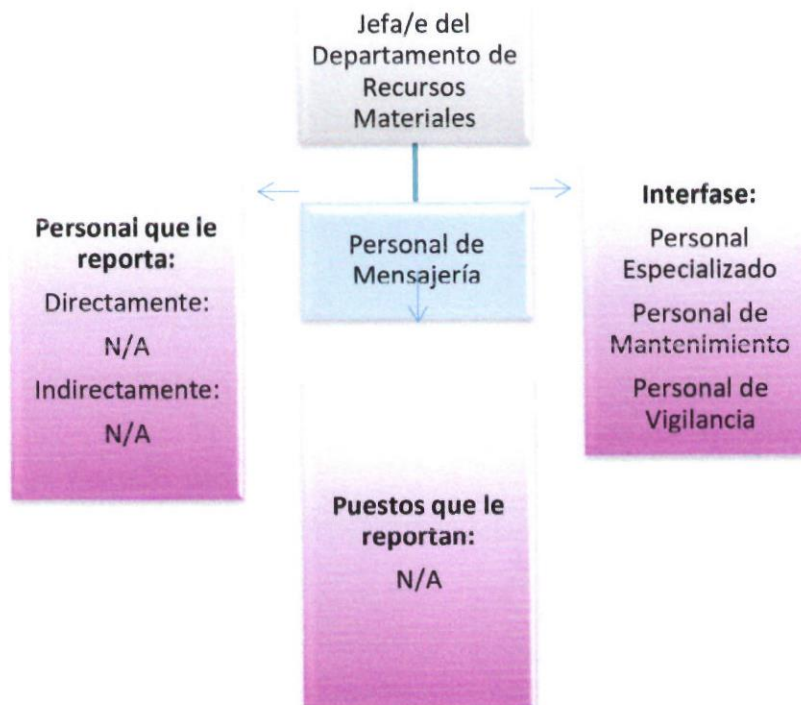 Jefa/e del
Departamento de
Recursos
Materiales
Personal que le
reporta:
Directamente:
N/A
Indirectamente:
N/A
Personal de
Mensajería
Interfase:
Personal
Especializado
Personal de
Mantenimiento
Personal de
Vigilancia
Puestos que le
reportan:
N/A